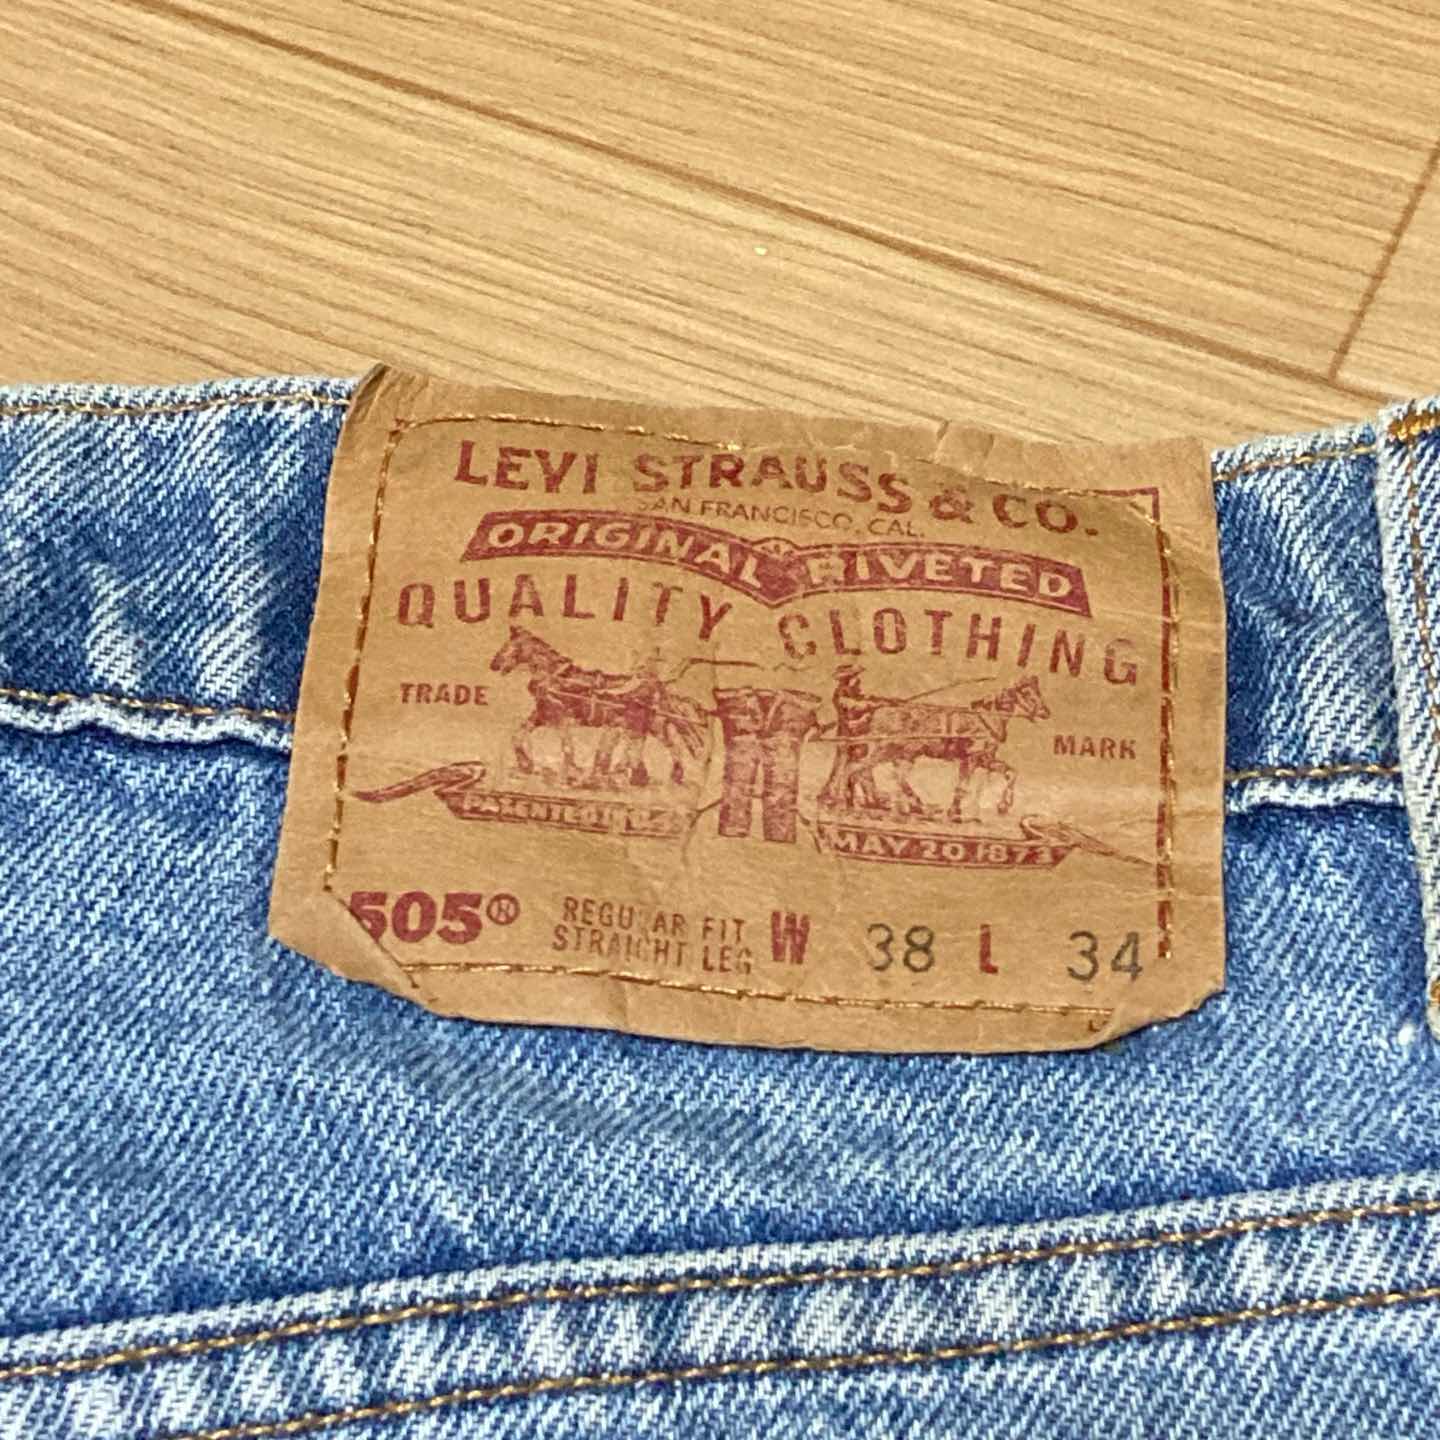 LEVI STRAUSS & CO.
SAN FRANCISCO, CAL.
ORIGINAL RIVETED
QUALITY CLOTHING
TRADE MARK
MAY 20 1873
505® REGULAR FIT W 38 L 34
STRAIGHT LEG